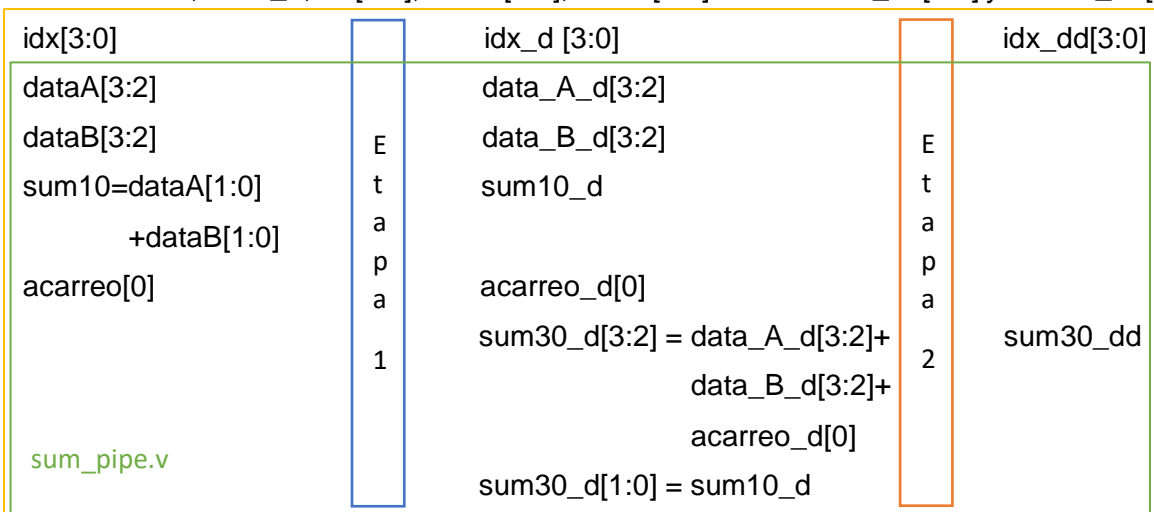 idx[3:0]
dataA[3:2]
dataB[3:2]
sum10=dataA[1:0]
+dataB[1:0]
acarreo[0]
sum_pipe.v
Etapa 1
idx_d [3:0]
data_A_d[3:2]
data_B_d[3:2]
sum10_d
acarreo_d[0]
sum30_d[3:2] = data_A_d[3:2]+
data_B_d[3:2]+
acarreo_d[0]
sum30_d[1:0] = sum10_d
Etapa 2
idx_dd[3:0]
sum30_dd